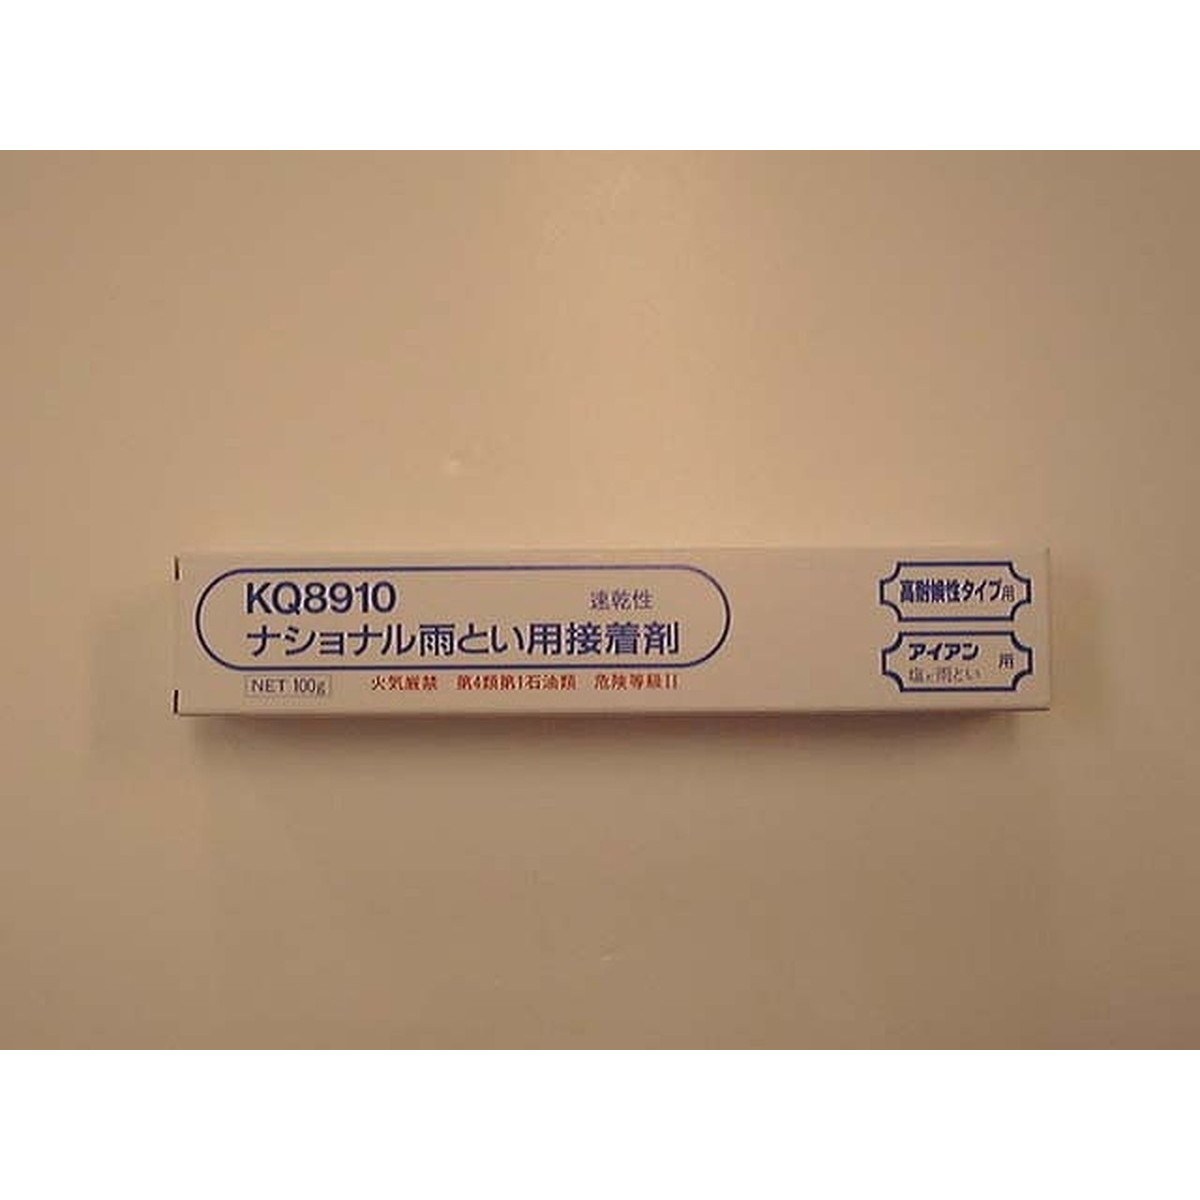 KQ8910 速乾性
ナショナル雨とい用接着剤
NET 100g 火気厳禁 第4類第1石油類 危険等級II
高耐候性タイプ用
アイアン 用
塩ビ雨とい